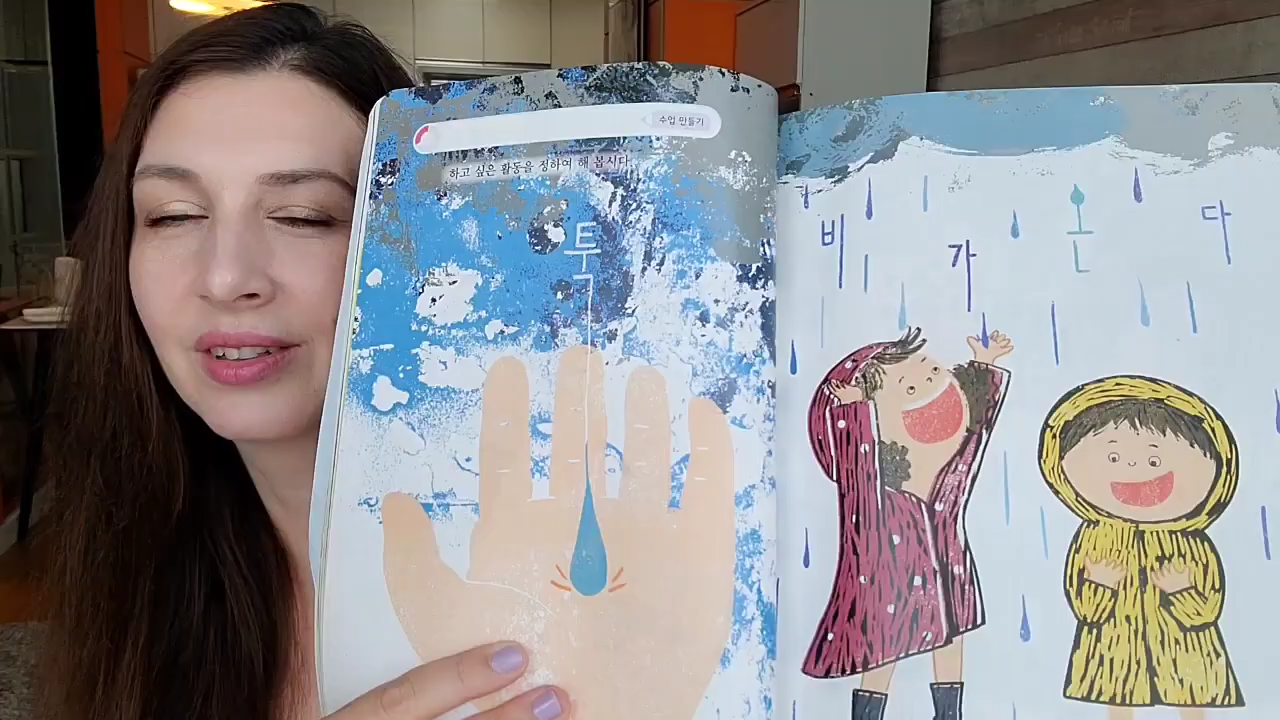 수업 만들기
하고 싶은 활동을 정하여 해 봅시다.
툭
비가 온다